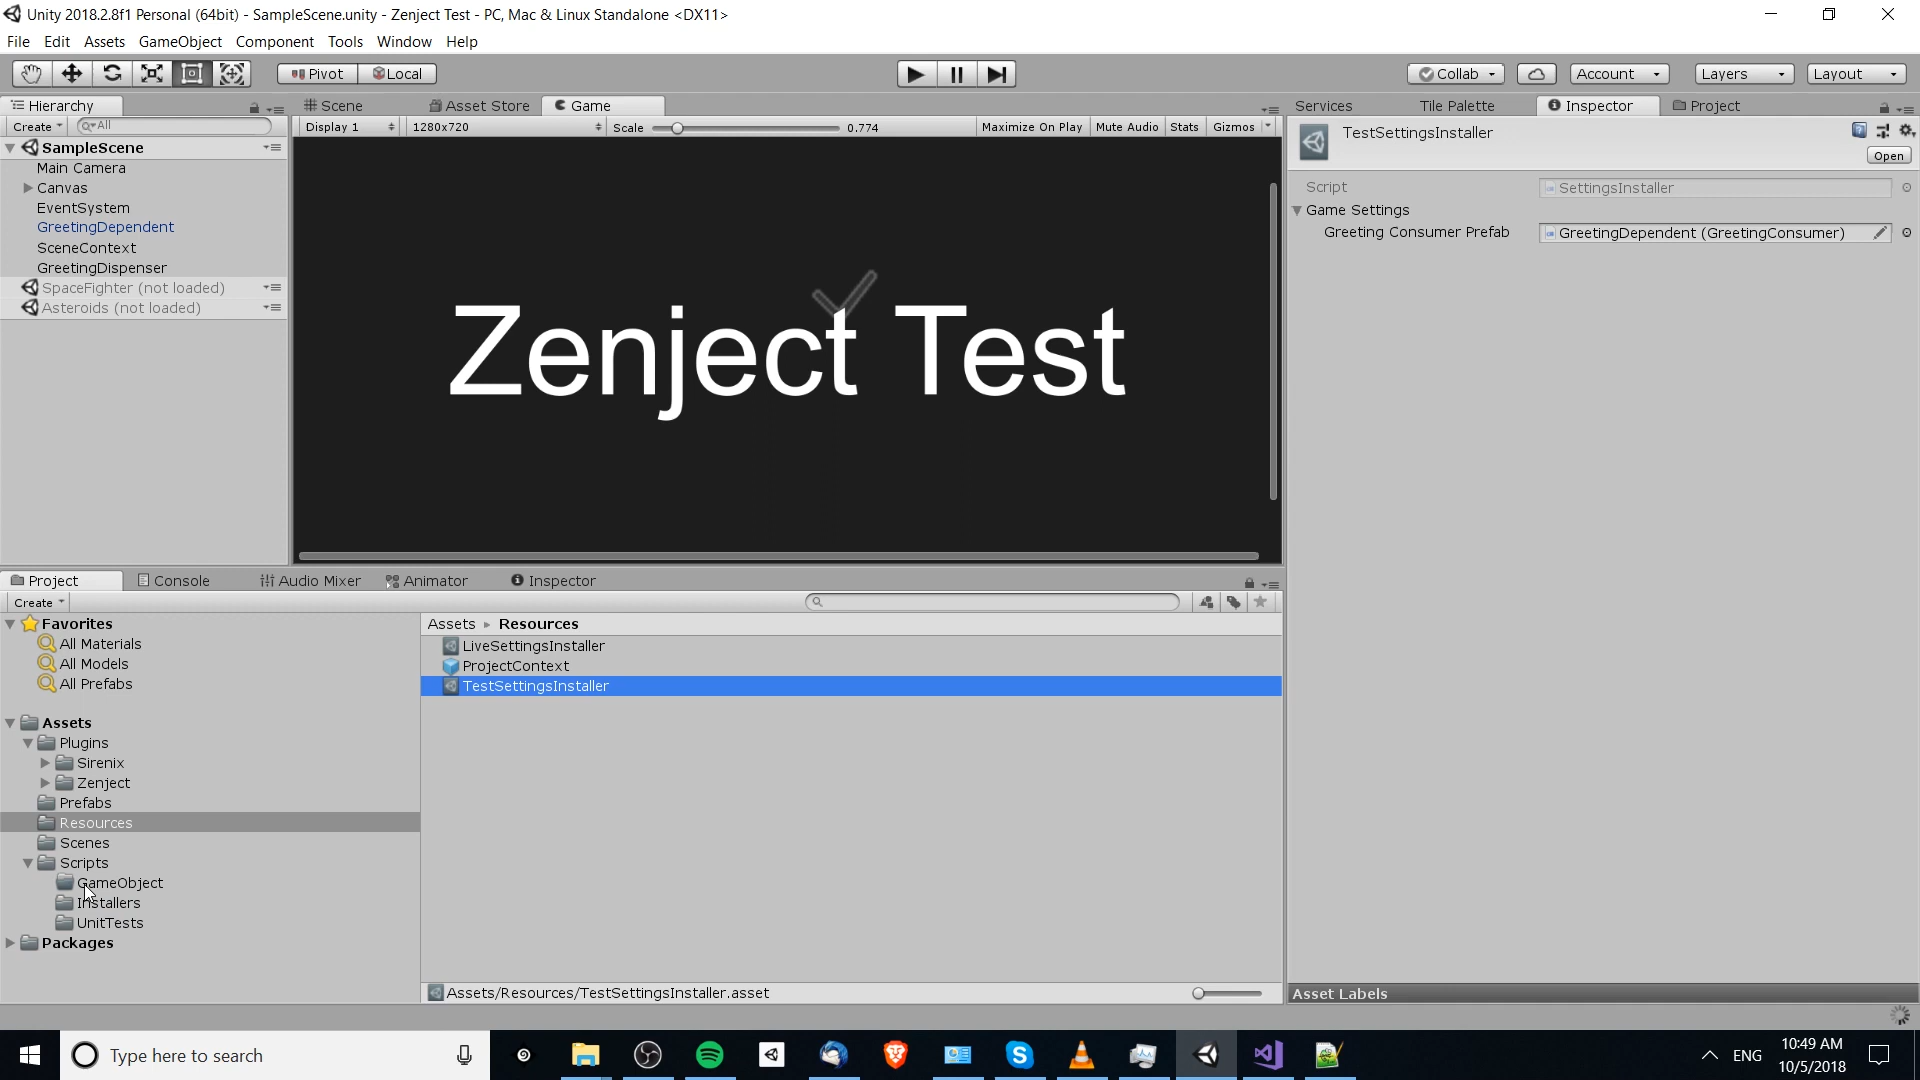 Unity 2018.2.8f1 Personal (64bit) - SampleScene.unity - Zenject Test - PC, Mac & Linux Standalone <DX11>
File Edit Assets GameObject Component Tools Window Help
Pivot Local Collab Account Layers Layout
Hierarchy Scene Asset Store Game Services Tile Palette Inspector Project
Create All Display 1 1280x720 Scale 0.774 Maximize On Play Mute Audio Stats Gizmos
SampleScene
Main Camera
Canvas
EventSystem
GreetingDependent
SceneContext
GreetingDispenser
SpaceFighter (not loaded)
Asteroids (not loaded)
Zenject Test
TestSettingsInstaller
Open
Script SettingsInstaller
Game Settings
Greeting Consumer Prefab GreetingDependent (GreetingConsumer)
Project Console Audio Mixer Animator Inspector
Create
Favorites
All Materials
All Models
All Prefabs
Assets
Plugins
Sirenix
Zenject
Prefabs
Resources
Scenes
Scripts
GameObject
Installers
UnitTests
Packages
Assets Resources
LiveSettingsInstaller
ProjectContext
TestSettingsInstaller
Assets/Resources/TestSettingsInstaller.asset
Asset Labels
Type here to search
ENG
10:49 AM
10/5/2018